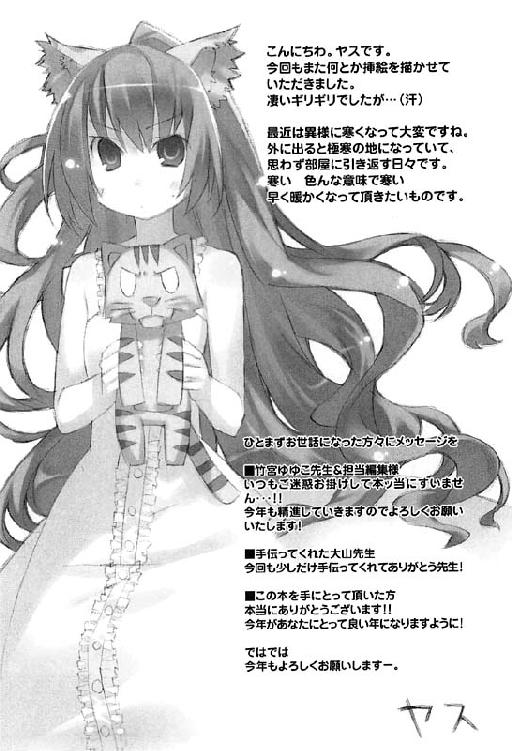 こんにちわ。ヤスです。
今回もまた何とか挿絵を描かせて
いただきました。
凄いギリギリでしたが…（汗）
最近は異様に寒くなって大変ですね。
外に出ると極寒の地になっていて、
思わず部屋に引き返す日々です。
寒い　色んな意味で寒い
早く暖かくなって頂きたいものです。
ひとまずお世話になった方々にメッセージを
■竹宮ゆゆこ先生&担当編集様
いつもご迷惑お掛けして本ッ当にずいませ
ん…!!
今年も精進していきますのでよろしくお願い
いたします!
■手伝ってくれた大山先生
今回も少しだけ手伝ってくれてありがとう先生!
■この本を手にとって頂いた方
本当にありがとうございます!!
今年があなたにとって良い年になりますように!
ではでは
今年もよろしくお願いしますー。
ヤス